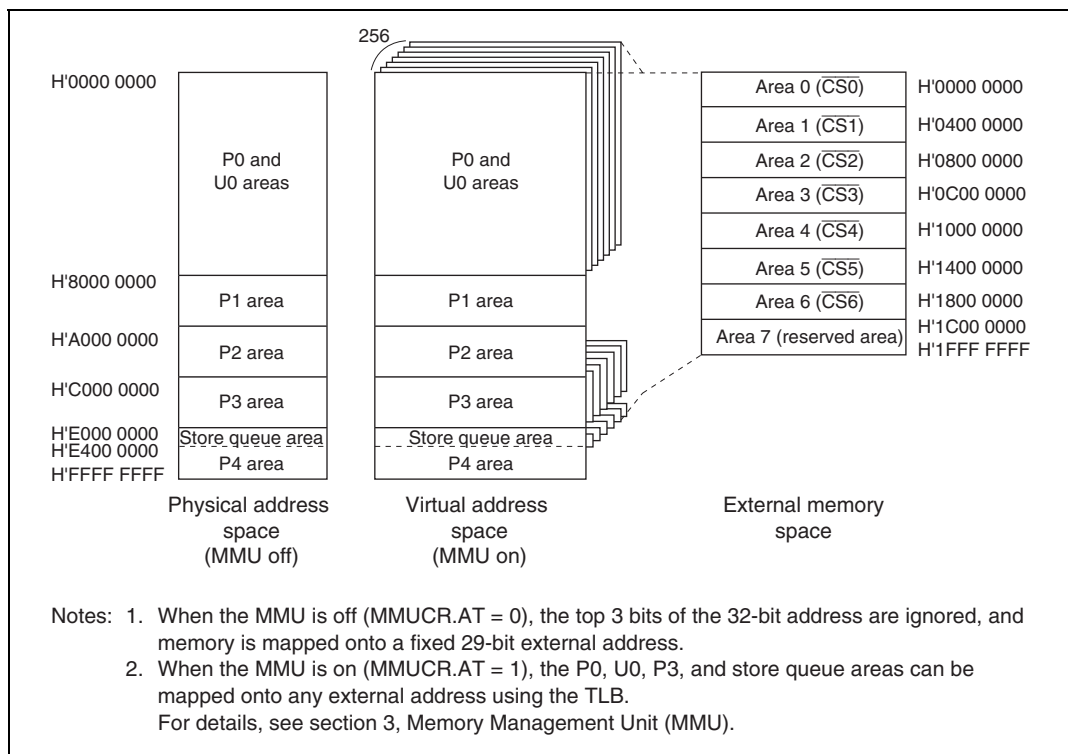 256
H'0000 0000
P0 and
U0 areas
H'8000 0000
P1 area
H'A000 0000
P2 area
H'C000 0000
P3 area
H'E000 0000
Store queue area
H'E400 0000
P4 area
H'FFFF FFFF
Physical address
space
(MMU off)
P0 and
U0 areas
P1 area
P2 area
P3 area
Store queue area
P4 area
Virtual address
space
(MMU on)
Area 0 (C̅S̅0̅) H'0000 0000
Area 1 (C̅S̅1̅) H'0400 0000
Area 2 (C̅S̅2̅) H'0800 0000
Area 3 (C̅S̅3̅) H'0C00 0000
Area 4 (C̅S̅4̅) H'1000 0000
Area 5 (C̅S̅5̅) H'1400 0000
Area 6 (C̅S̅6̅) H'1800 0000
Area 7 (reserved area) H'1C00 0000
H'1FFF FFFF
External memory
space
Notes: 1. When the MMU is off (MMUCR.AT = 0), the top 3 bits of the 32-bit address are ignored, and
memory is mapped onto a fixed 29-bit external address.
2. When the MMU is on (MMUCR.AT = 1), the P0, U0, P3, and store queue areas can be
mapped onto any external address using the TLB.
For details, see section 3, Memory Management Unit (MMU).